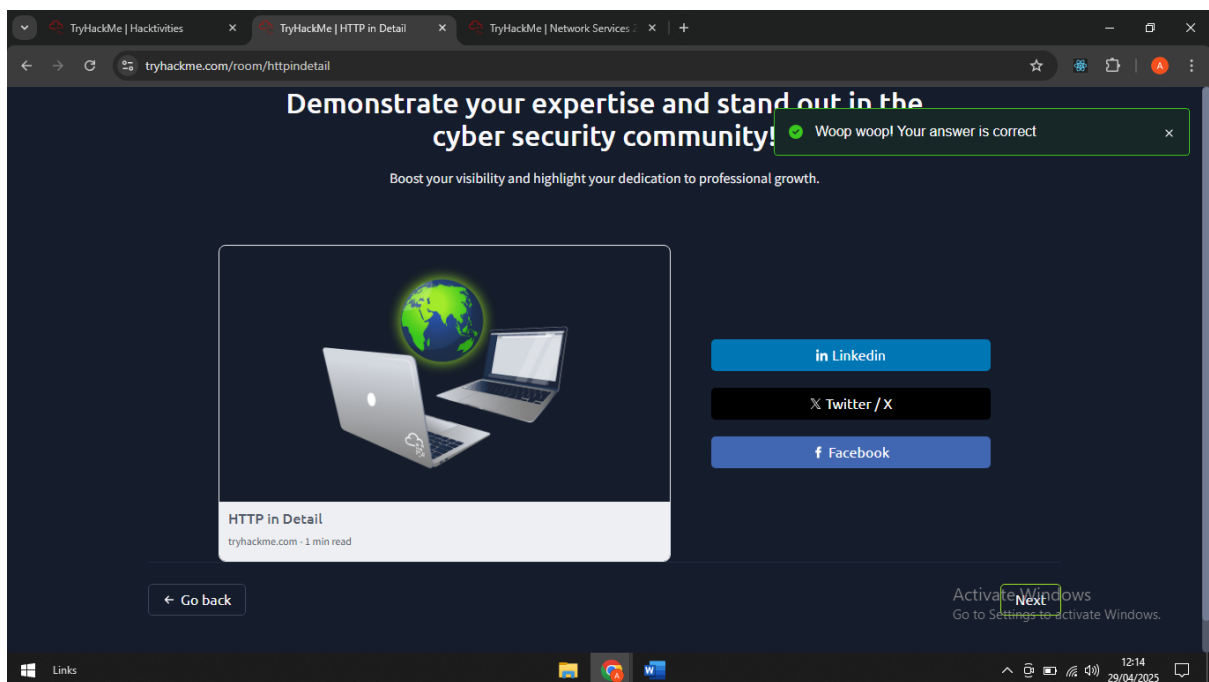 TryHackMe | Hacktivities
TryHackMe | HTTP in Detail
TryHackMe | Network Services 2
tryhackme.com/room/httpindetail
A
Demonstrate your expertise and stand out in the
cyber security community!
Woop woop! Your answer is correct
Boost your visibility and highlight your dedication to professional growth.
in Linkedin
X Twitter / X
f Facebook
HTTP in Detail
tryhackme.com - 1 min read
← Go back
Next
Activate Windows
Go to Settings to activate Windows.
Links
W
12:14
29/04/2025